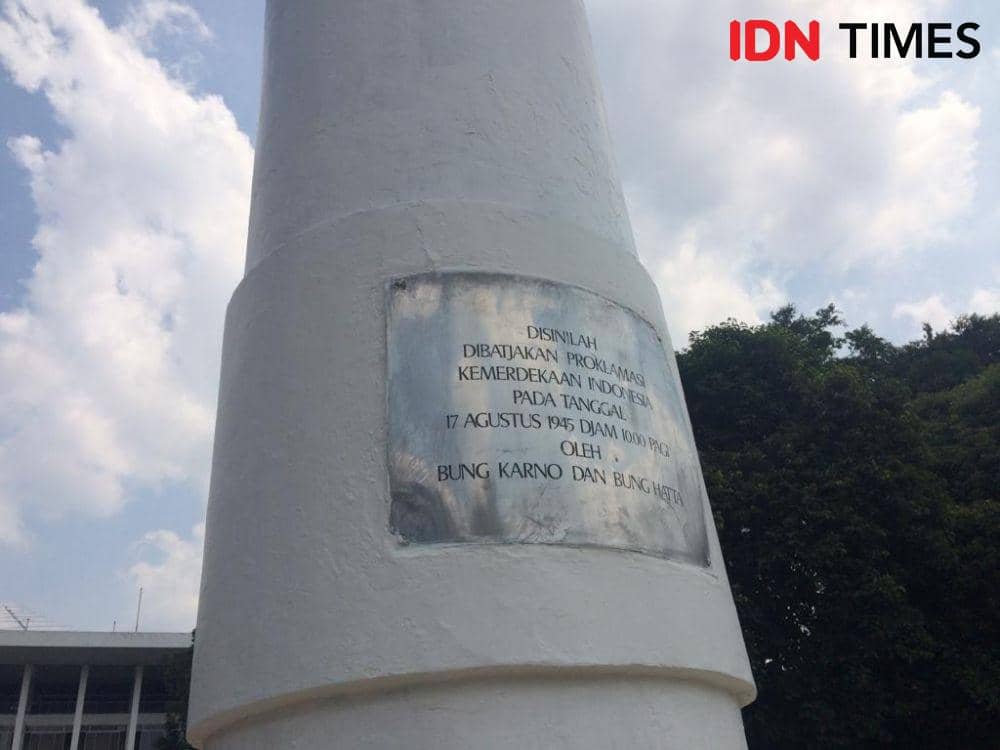 IDN TIMES
DISINILAH
DIBATJAKAN PROKLAMASI
KEMERDEKAAN INDONESIA
PADA TANGGAL
17 AGUSTUS 1945 DJAM 10.00 PAGI
OLEH
BUNG KARNO DAN BUNG HATTA